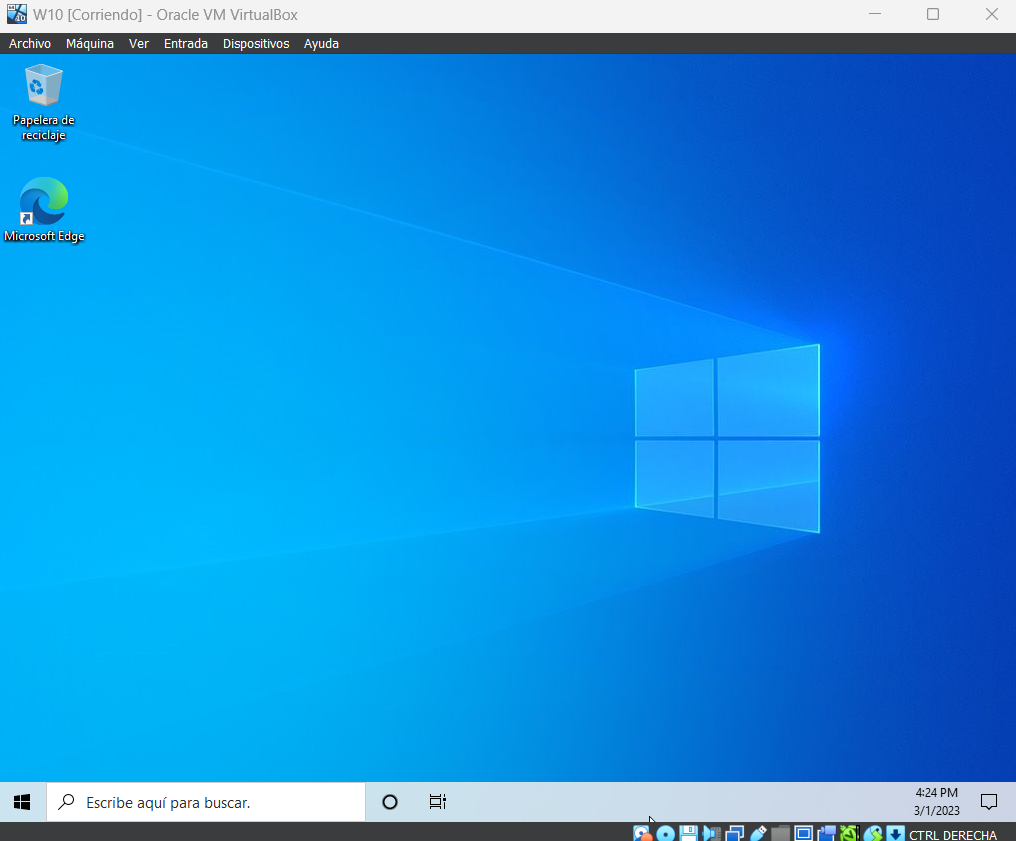 W10 [Corriendo] - Oracle VM VirtualBox
Archivo Máquina Ver Entrada Dispositivos Ayuda
Papelera de
reciclaje
Microsoft Edge
Escribe aquí para buscar.
4:24 PM
3/1/2023
CTRL DERECHA